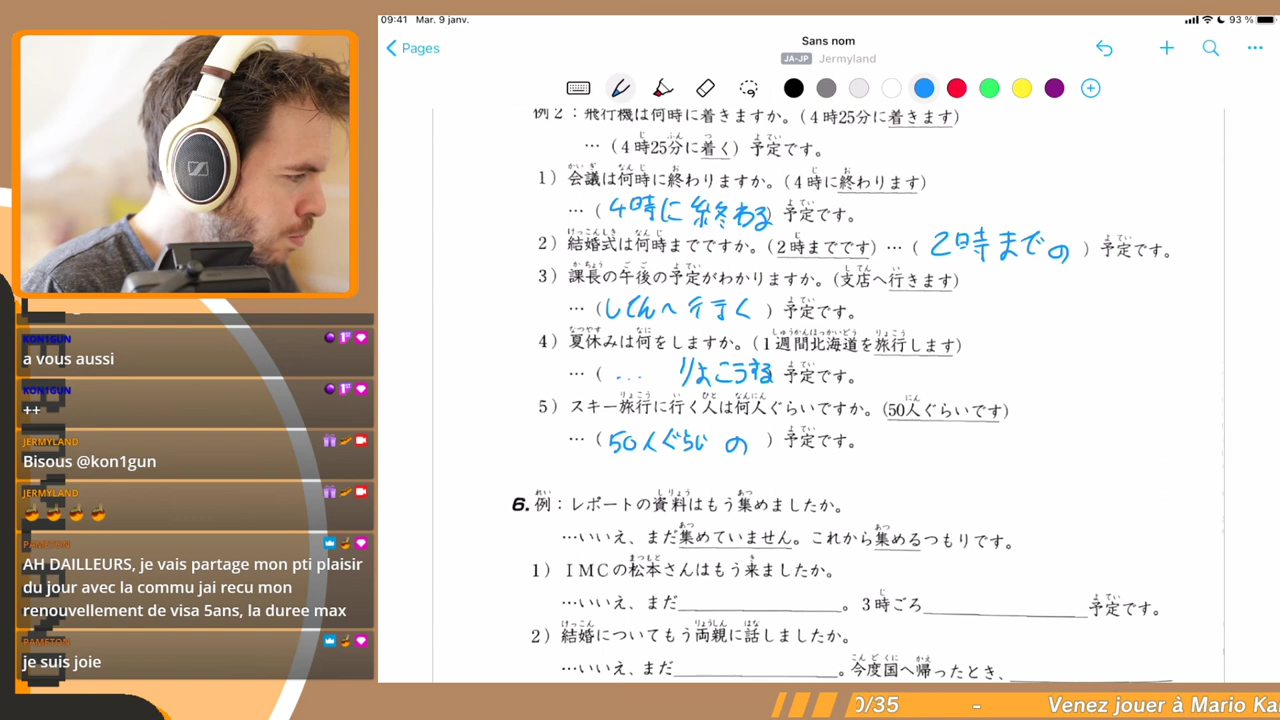 09:41 Mar. 9 janv.
93 %
Pages
Sans nom
JA-JP Jermyland
例2：飛行機は何時に着きますか。(4時25分に着きます)
… (4時25分に着く) 予定です。
1) 会議は何時に終わりますか。(4時に終わります)
… (4時に終わる) 予定です。
2) 結婚式は何時までですか。(2時までです) … (2時までの) 予定です。
3) 課長の午後の予定がわかりますか。(支店へ行きます)
… (してんへ行く) 予定です。
4) 夏休みは何をしますか。(1週間北海道を旅行します)
… (... りょこうする 予定です。
5) スキー旅行に行く人は何人ぐらいですか。(50人ぐらいです)
… (50人ぐらい の) 予定です。
6. 例：レポートの資料はもう集めましたか。
…いいえ、まだ集めていません。これから集めるつもりです。
1) IMCの松本さんはもう来ましたか。
…いいえ、まだ＿＿＿＿。3時ごろ＿＿＿＿予定です。
2) 結婚についてもう両親に話しましたか。
…いいえ、まだ＿＿＿＿。今度国へ帰ったとき、＿＿＿＿
KON1GUN
a vous aussi
KON1GUN
++
JERMYLAND
Bisous @kon1gun
JERMYLAND
PAMETON
AH DAILLEURS, je vais partage mon pti plaisir
du jour avec la commu jai recu mon
renouvellement de visa 5ans, la duree max
PAMETON
je suis joie
0/35 - Venez jouer à Mario Ka